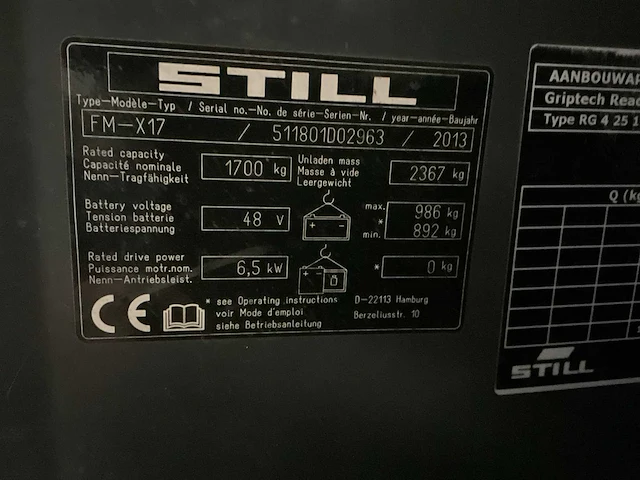 STILL
Type-Modèle-Typ / Serial no.-No. de série-Serien-Nr. / year-année-Baujahr
FM-X17 / 511801D02963 / 2013
Rated capacity
Capacité nominale
Nenn-Tragfähigkeit
1700 kg
Unladen mass
Masse à vide
Leergewicht
2367 kg
Battery voltage
Tension batterie
Batteriespannung
48 V
max. 986 kg
*
min. 892 kg
Rated drive power
Puissance motr.nom.
Nenn-Antriebsleist.
6,5 kW
* 0 kg
CE
* see Operating instructions
voir Mode d'emploi
siehe Betriebsanleitung
D-22113 Hamburg
Berzeliusstr. 10
AANBOUWAP
Griptech Reac
Type RG 4 25 1
Q (kg
STILL